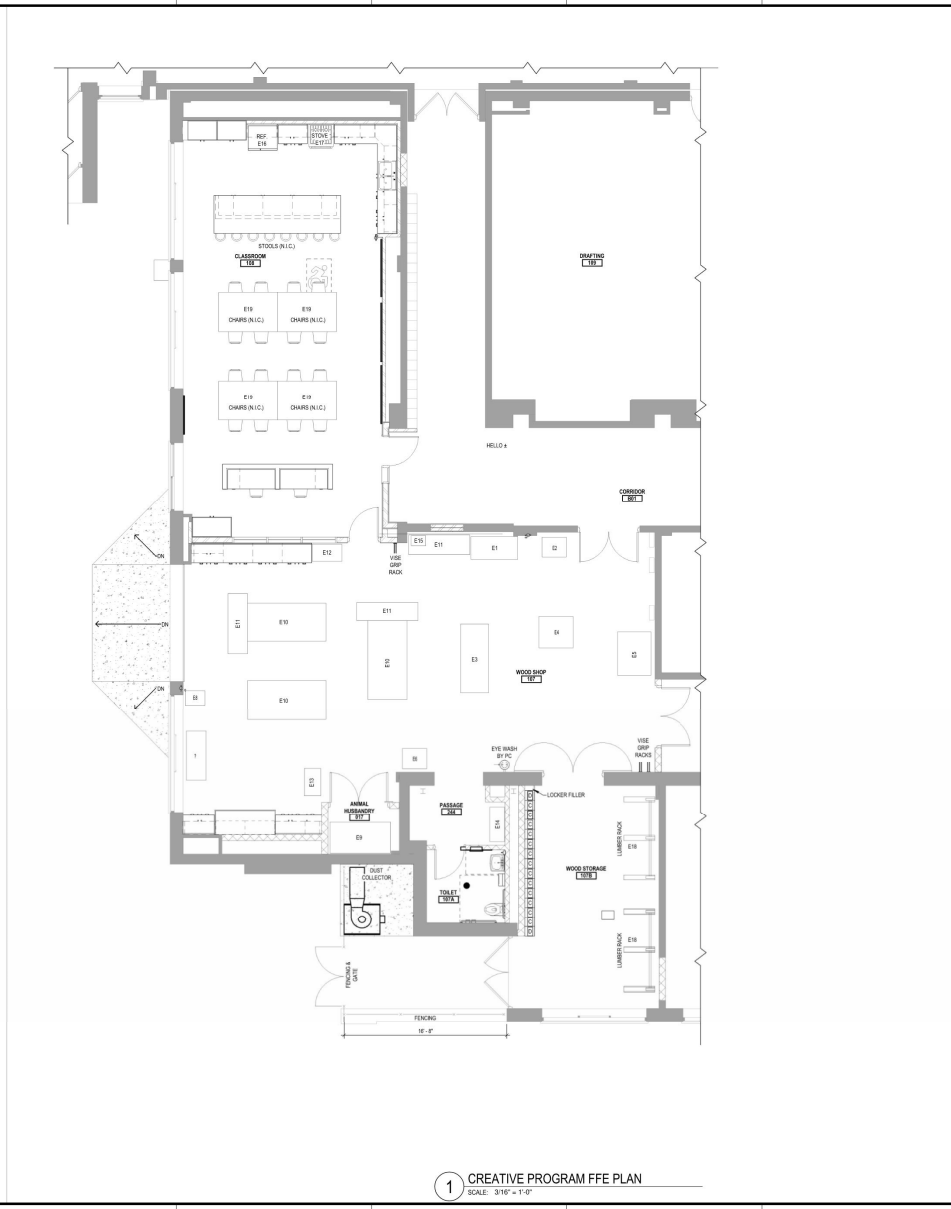 REF.
E16
STOVE
E17
STOOLS (N.I.C.)
CLASSROOM
108
DRAFTING
109
E19
CHAIRS (N.I.C.)
E19
CHAIRS (N.I.C.)
E19
CHAIRS (N.I.C.)
E19
CHAIRS (N.I.C.)
HELLO ±
CORRIDOR
B01
DN
E12
VISE
GRIP
RACK
E15
E11
E1
E2
E11
E10
E11
E10
E3
E4
E5
DN
WOOD SHOP
107
DN
E8
E10
T
E6
EYE WASH
BY PC
VISE
GRIP
RACKS
E13
ANIMAL
HUSBANDRY
017
E9
PASSAGE
244
E14
LOCKER FILLER
LUMBER RACK
E18
DUST
COLLECTOR
TOILET
107A
WOOD STORAGE
107B
LUMBER RACK
E18
FENCING &
GATE
FENCING
16' - 8"
1
CREATIVE PROGRAM FFE PLAN
SCALE: 3/16" = 1'-0"